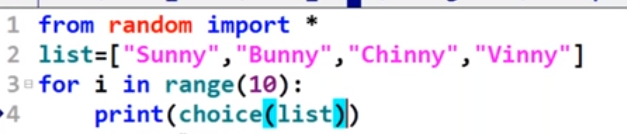 1 from random import *
2 list=["Sunny","Bunny","Chinny","Vinny"]
3 for i in range(10):
4     print(choice(list))